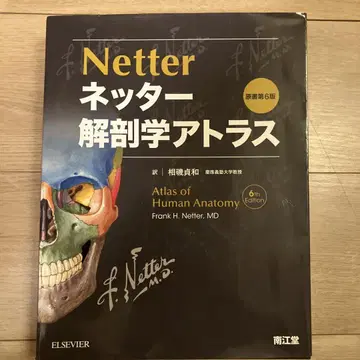 Netter
ネッター
解剖学アトラス
原書第6版
訳 相磯貞和 慶應義塾大学教授
Atlas of
Human Anatomy
6th Edition
Frank H. Netter, MD
F. Netter M.D.
ELSEVIER
南江堂